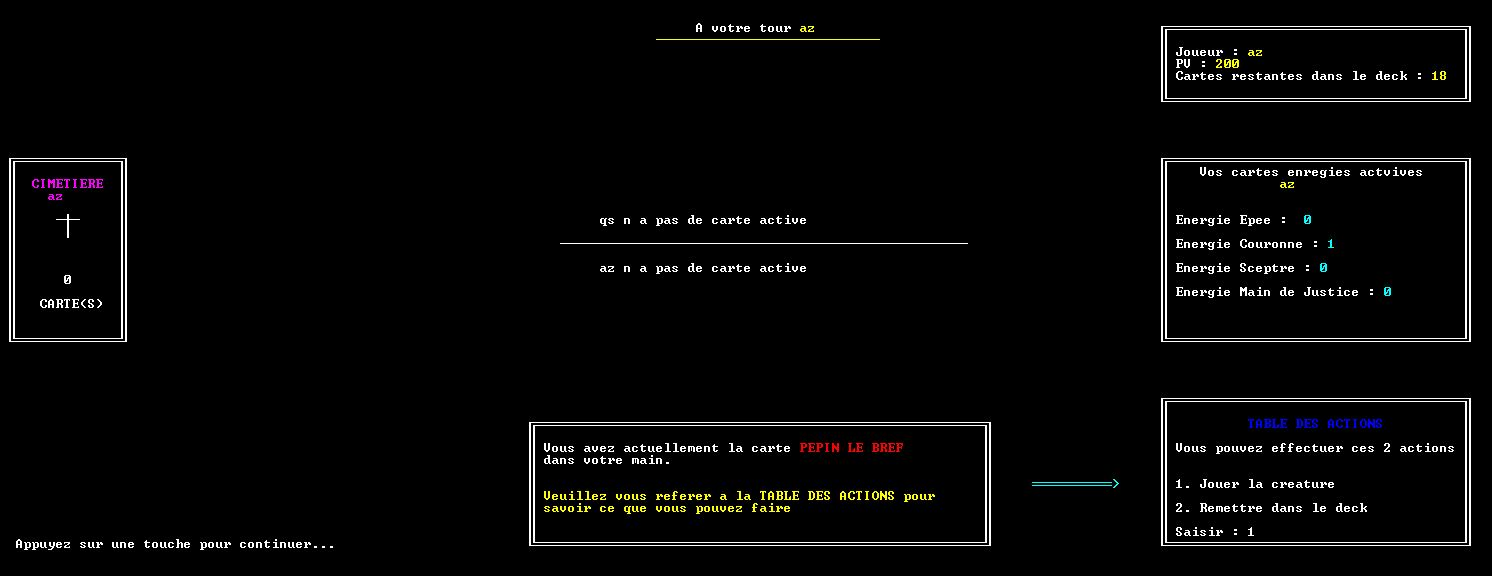 A votre tour az
Joueur : az
PV : 200
Cartes restantes dans le deck : 18
CIMETIERE
az
0
CARTE(S)
qs n a pas de carte active
az n a pas de carte active
Vos cartes enregies actvives
az
Energie Epee : 0
Energie Couronne : 1
Energie Sceptre : 0
Energie Main de Justice : 0
Vous avez actuellement la carte PEPIN LE BREF
dans votre main.
Veuillez vous referer a la TABLE DES ACTIONS pour
savoir ce que vous pouvez faire
TABLE DES ACTIONS
Vous pouvez effectuer ces 2 actions
1. Jouer la creature
2. Remettre dans le deck
Saisir : 1
Appuyez sur une touche pour continuer...